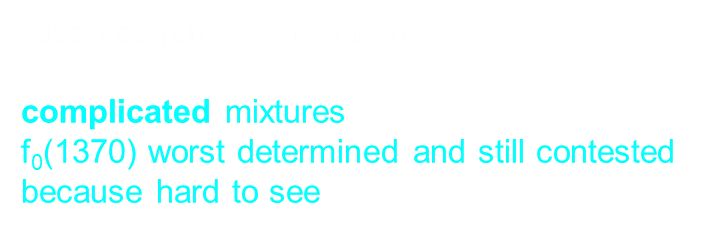 complicated mixtures
f₀(1370) worst determined and still contested
because hard to see